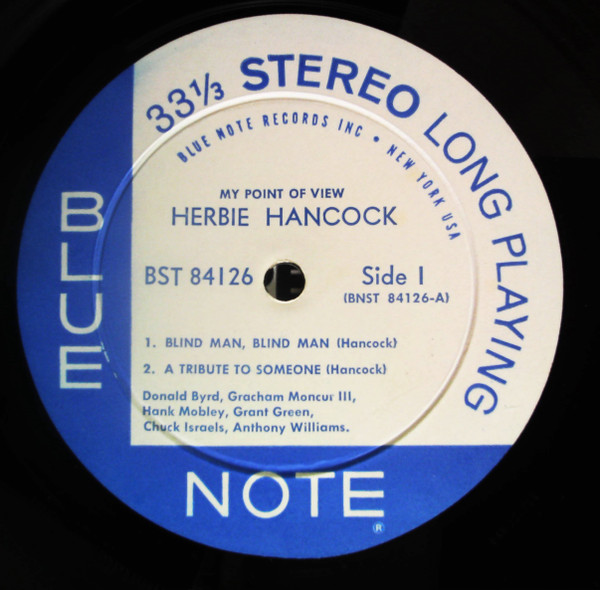 33⅓ STEREO LONG PLAYING
BLUE NOTE RECORDS INC • NEW YORK USA
MY POINT OF VIEW
HERBIE HANCOCK
BST 84126
Side 1
(BNST 84126-A)
1. BLIND MAN, BLIND MAN (Hancock)
2. A TRIBUTE TO SOMEONE (Hancock)
Donald Byrd, Gracham Moncur III,
Hank Mobley, Grant Green,
Chuck Israels, Anthony Williams.
BLUE
NOTE
®